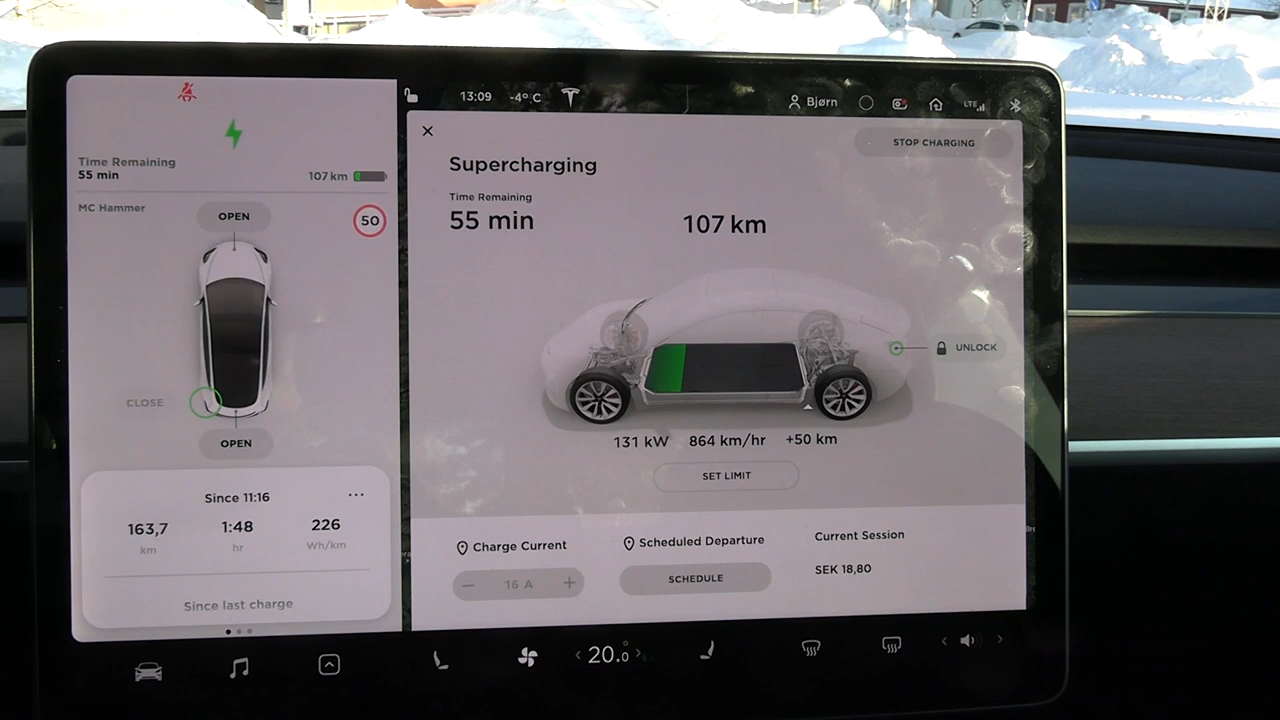 13:09 -4°C Bjørn LTE
Time Remaining
55 min
107 km
MC Hammer
OPEN
50
CLOSE
OPEN
Since 11:16
163,7 1:48 226
km hr Wh/km
Since last charge
STOP CHARGING
Supercharging
Time Remaining
55 min 107 km
UNLOCK
131 kW 864 km/hr +50 km
SET LIMIT
Charge Current Scheduled Departure Current Session
16 A SCHEDULE SEK 18,80
20.0